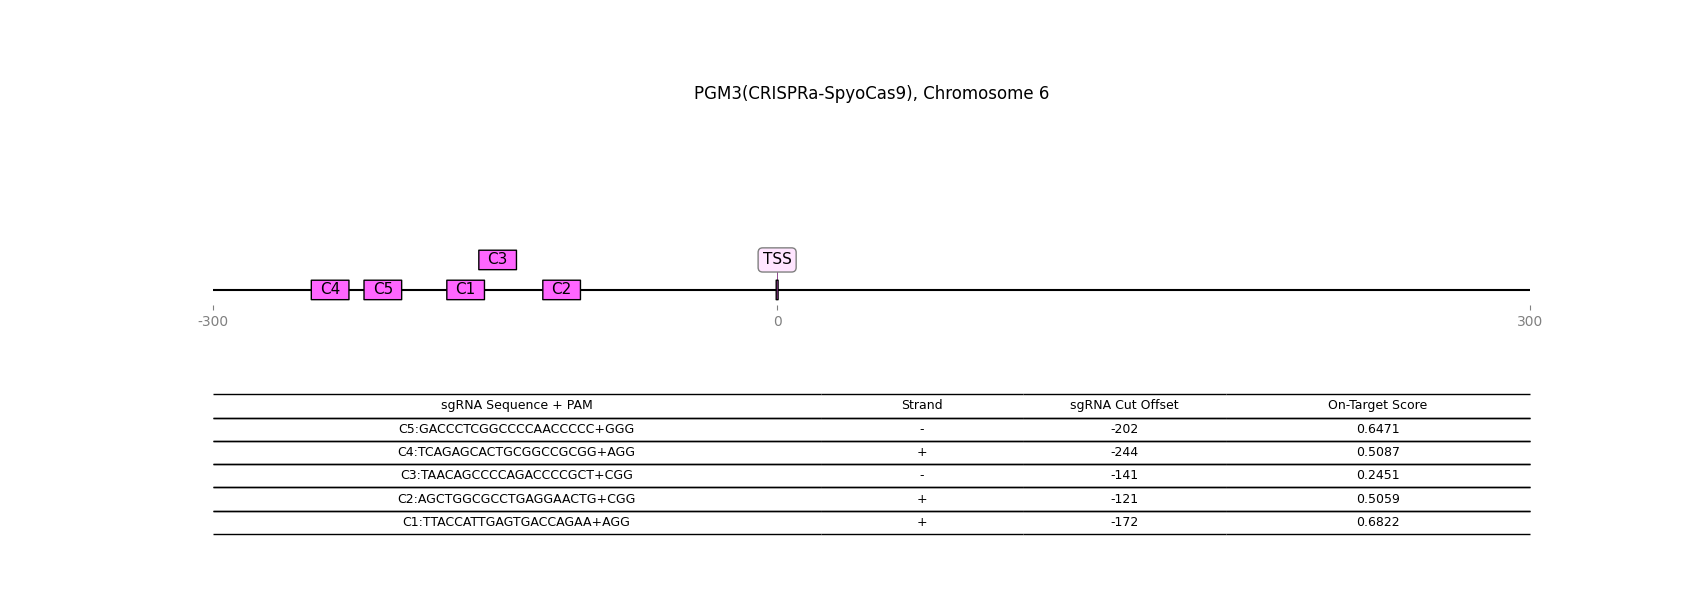 PGM3(CRISPRa-SpyoCas9), Chromosome 6
C3 TSS
C4 C5 C1 C2
-300 0 300
sgRNA Sequence + PAM Strand sgRNA Cut Offset On-Target Score
C5:GACCCTCGGCCCCAACCCCC+GGG - -202 0.6471
C4:TCAGAGCACTGCGGCCGCGG+AGG + -244 0.5087
C3:TAACAGCCCCAGACCCCGCT+CGG - -141 0.2451
C2:AGCTGGCGCCTGAGGAACTG+CGG + -121 0.5059
C1:TTACCATTGAGTGACCAGAA+AGG + -172 0.6822